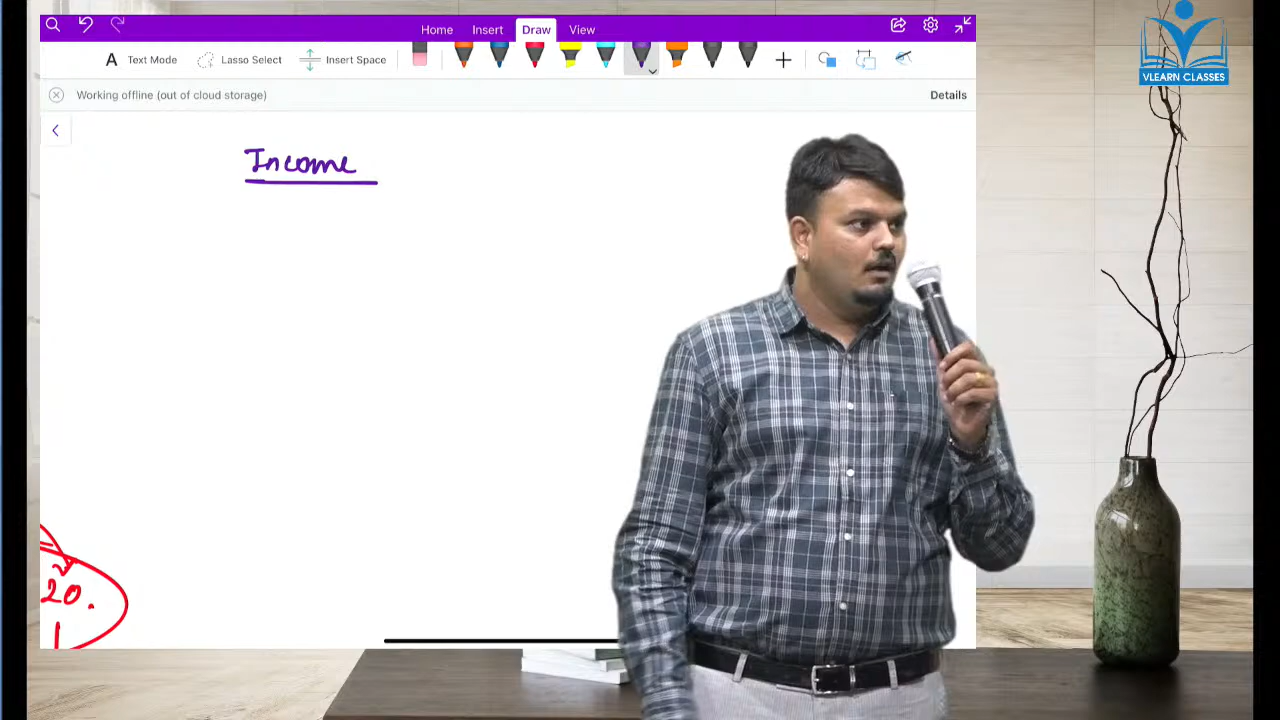 Home Insert Draw View
A Text Mode Lasso Select Insert Space
Working offline (out of cloud storage) Details
VLEARN CLASSES
Income
20.